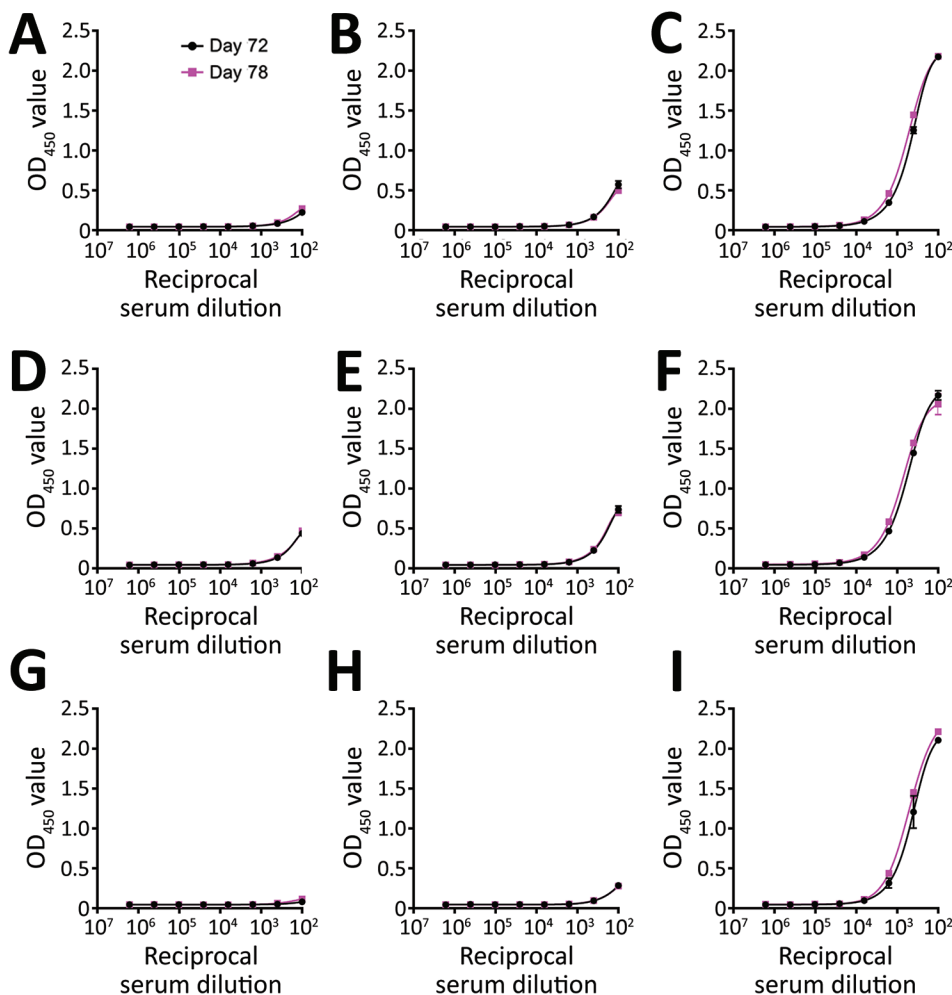 A
B
C
Day 72
Day 78
2.5
2.0
1.5
1.0
0.5
0
OD450 value
10⁷ 10⁶ 10⁵ 10⁴ 10³ 10²
Reciprocal
serum dilution
2.5
2.0
1.5
1.0
0.5
0
OD450 value
10⁷ 10⁶ 10⁵ 10⁴ 10³ 10²
Reciprocal
serum dilution
2.5
2.0
1.5
1.0
0.5
0
OD450 value
10⁷ 10⁶ 10⁵ 10⁴ 10³ 10²
Reciprocal
serum dilution
D
E
F
2.5
2.0
1.5
1.0
0.5
0
OD450 value
10⁷ 10⁶ 10⁵ 10⁴ 10³ 10²
Reciprocal
serum dilution
2.5
2.0
1.5
1.0
0.5
0
OD450 value
10⁷ 10⁶ 10⁵ 10⁴ 10³ 10²
Reciprocal
serum dilution
2.5
2.0
1.5
1.0
0.5
0
OD450 value
10⁷ 10⁶ 10⁵ 10⁴ 10³ 10²
Reciprocal
serum dilution
G
H
I
2.5
2.0
1.5
1.0
0.5
0
OD450 value
10⁷ 10⁶ 10⁵ 10⁴ 10³ 10²
Reciprocal
serum dilution
2.5
2.0
1.5
1.0
0.5
0
OD450 value
10⁷ 10⁶ 10⁵ 10⁴ 10³ 10²
Reciprocal
serum dilution
2.5
2.0
1.5
1.0
0.5
0
OD450 value
10⁷ 10⁶ 10⁵ 10⁴ 10³ 10²
Reciprocal
serum dilution